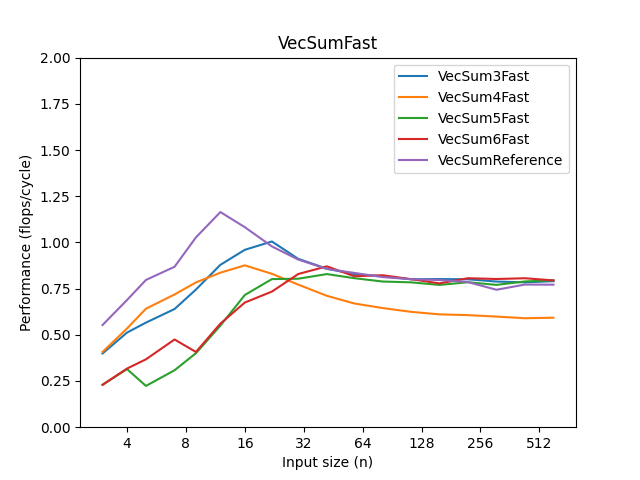 VecSumFast
2.00
1.75
1.50
1.25
1.00
0.75
0.50
0.25
0.00
Performance (flops/cycle)
VecSum3Fast
VecSum4Fast
VecSum5Fast
VecSum6Fast
VecSumReference
4 8 16 32 64 128 256 512
Input size (n)